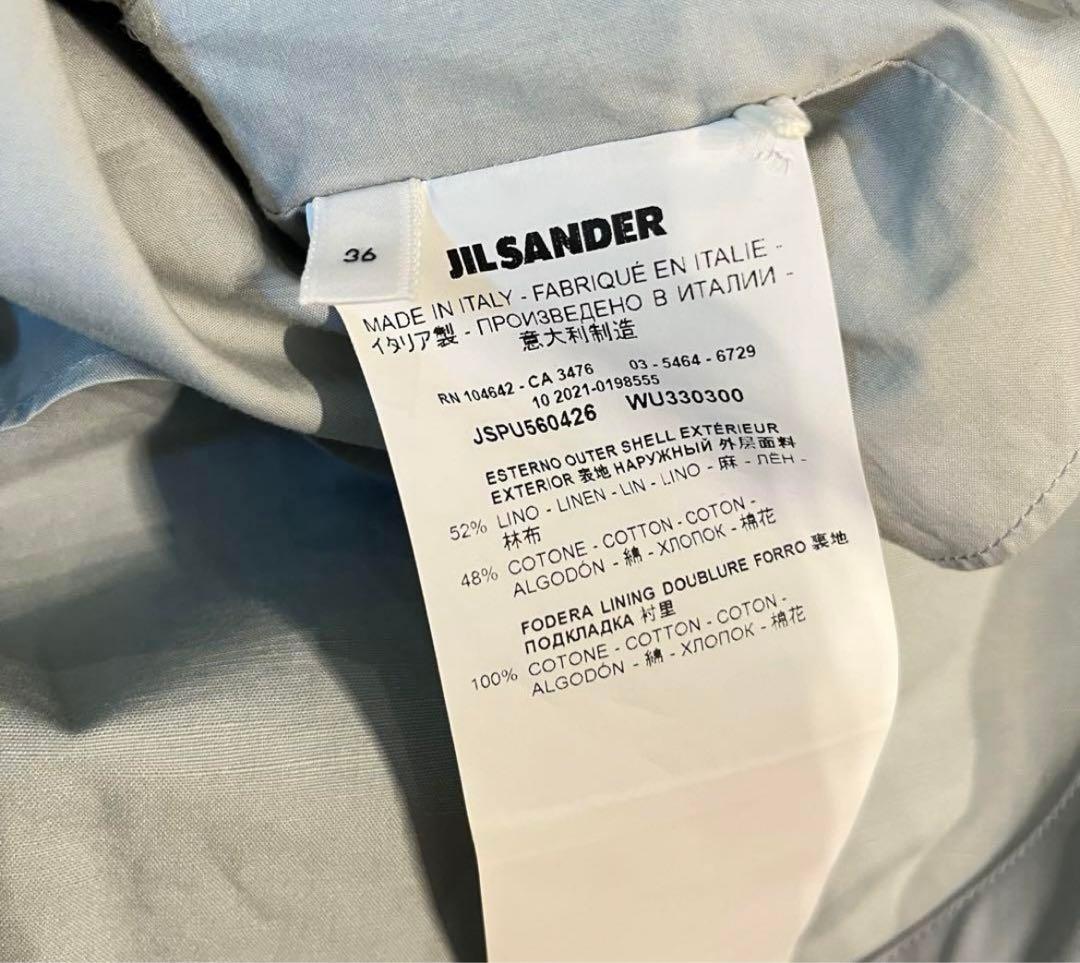 36
JIL SANDER
MADE IN ITALY - FABRIQUÉ EN ITALIE -
イタリア製 - ПРОИЗВЕДЕНО В ИТАЛИИ -
意大利制造
RN 104642 - CA 3476 03 - 5464 - 6729
10 2021-0198555
JSPU560426 WU330300
ESTERNO OUTER SHELL EXTÉRIEUR
EXTERIOR 表地 НАРУЖНЫЙ 外层面料
52% LINO - LINEN - LIN - LINO - 麻 - ЛЁН -
林布
48% COTONE - COTTON - COTON -
ALGODÓN - 綿 - ХЛОПОК - 棉花
FODERA LINING DOUBLURE FORRO 裏地
ПОДКЛАДКА 衬里
100% COTONE - COTTON - COTON -
ALGODÓN - 綿 - ХЛОПОК - 棉花